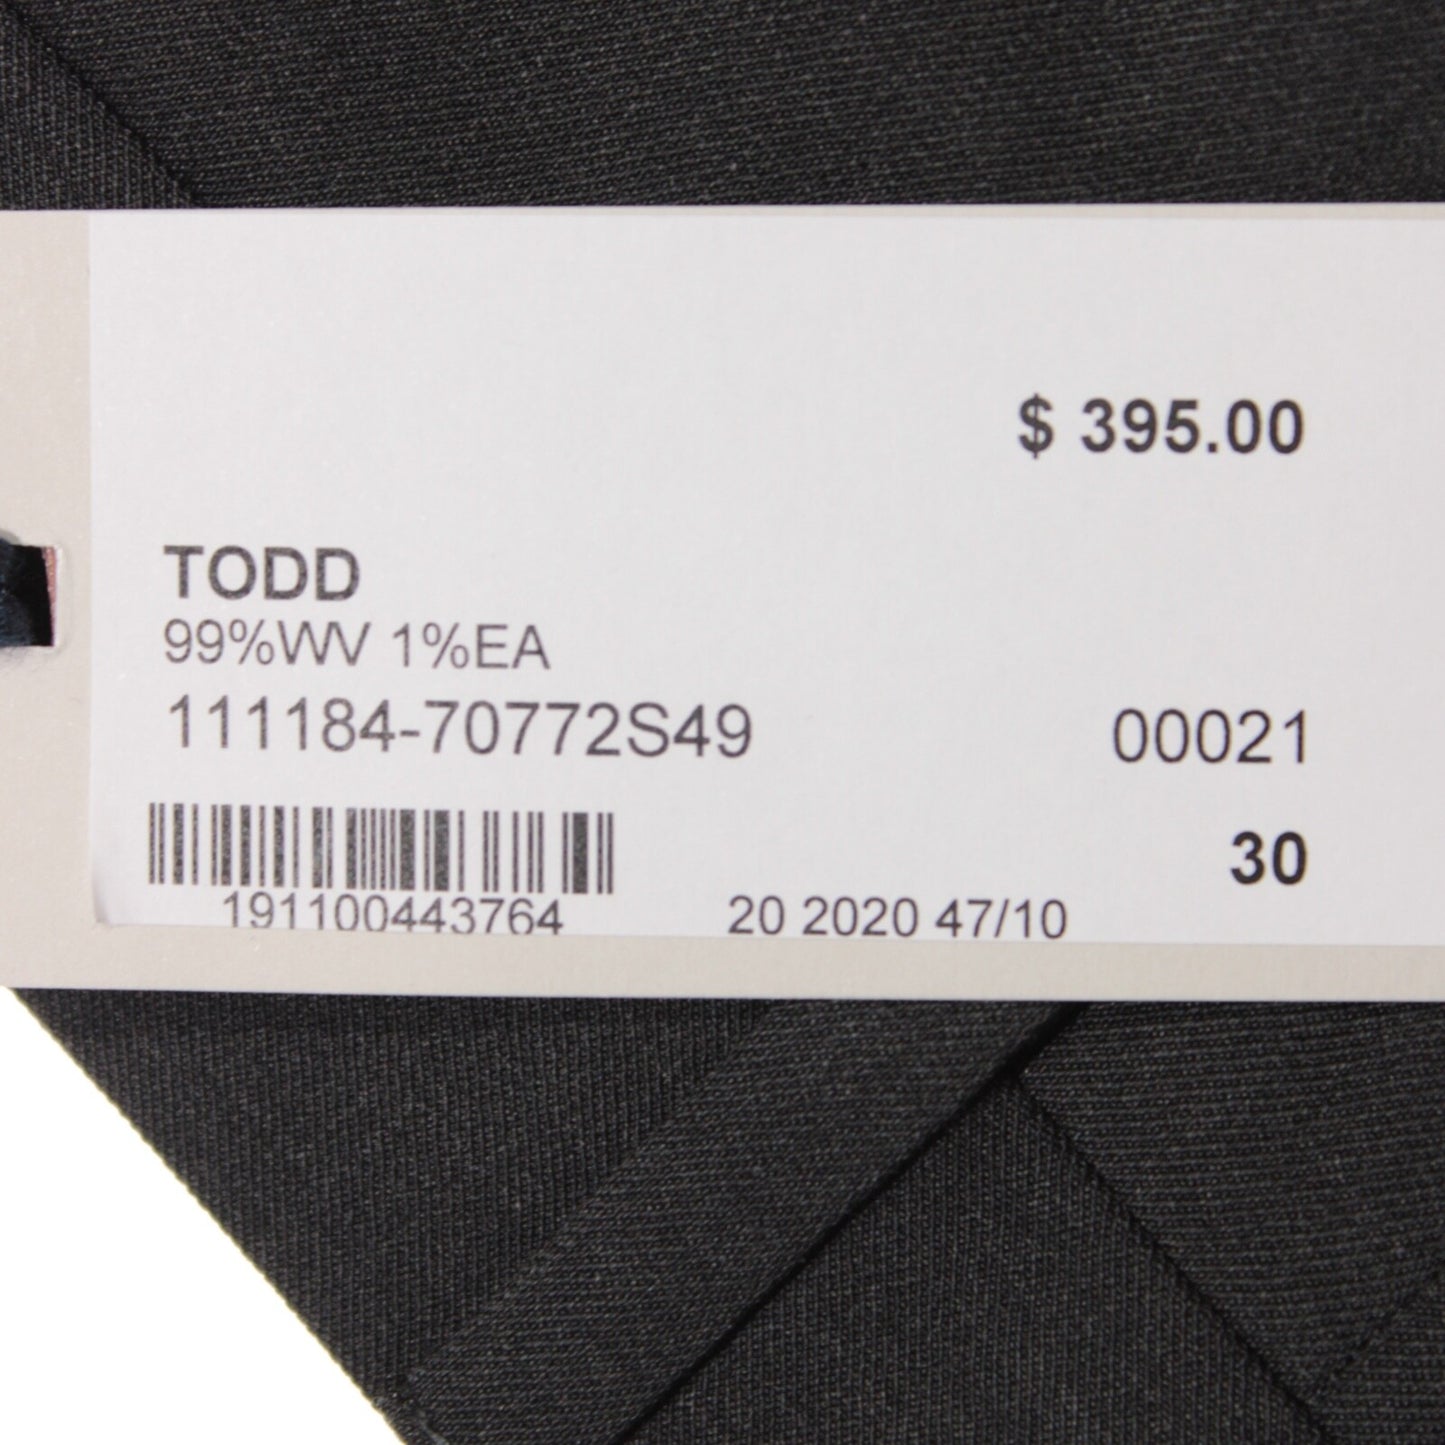 $ 395.00
TODD
99%WV 1%EA
111184-70772S49 00021
30
191100443764 20 2020 47/10